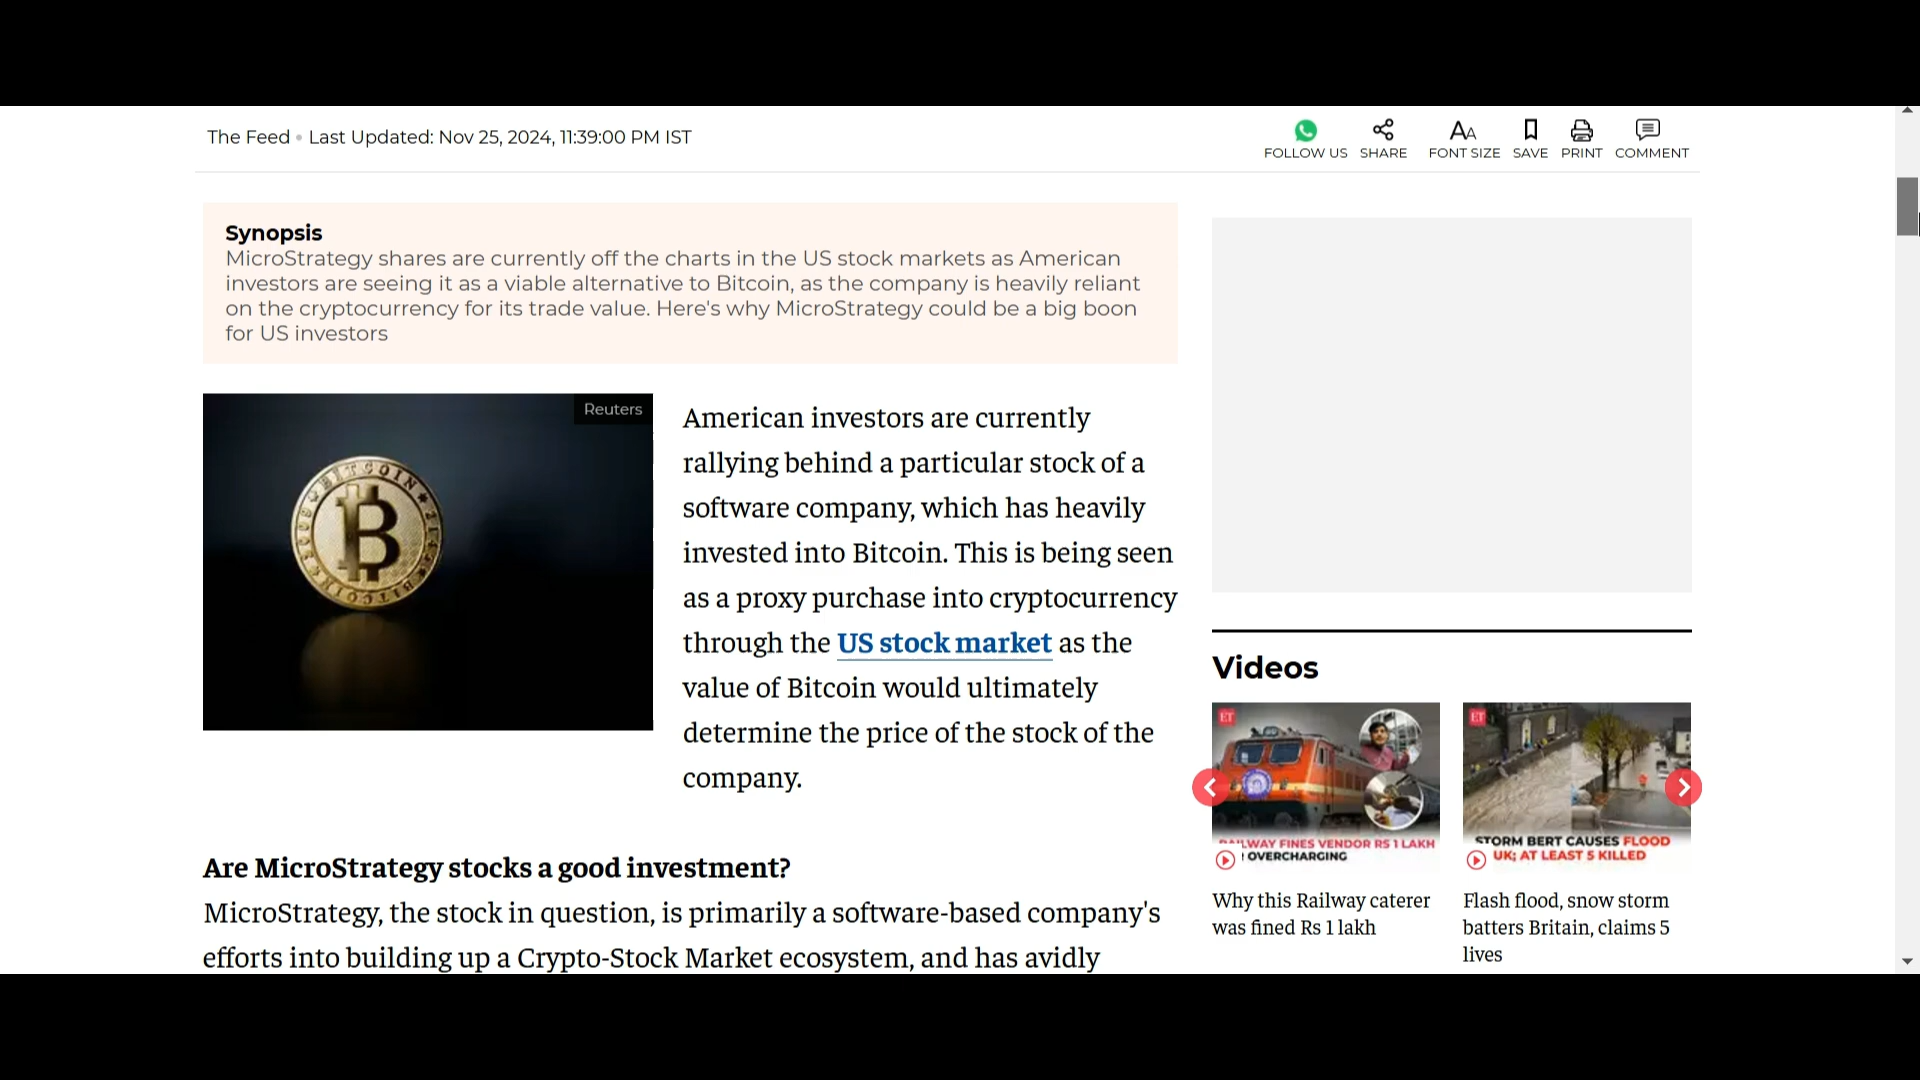 The Feed • Last Updated: Nov 25, 2024, 11:39:00 PM IST
FOLLOW US
SHARE
FONT SIZE
SAVE
PRINT
COMMENT
Synopsis
MicroStrategy shares are currently off the charts in the US stock markets as American
investors are seeing it as a viable alternative to Bitcoin, as the company is heavily reliant
on the cryptocurrency for its trade value. Here's why MicroStrategy could be a big boon
for US investors
Reuters
BITCOIN
American investors are currently
rallying behind a particular stock of a
software company, which has heavily
invested into Bitcoin. This is being seen
as a proxy purchase into cryptocurrency
through the US stock market as the
value of Bitcoin would ultimately
determine the price of the stock of the
company.
Are MicroStrategy stocks a good investment?
MicroStrategy, the stock in question, is primarily a software-based company's
efforts into building up a Crypto-Stock Market ecosystem, and has avidly
Videos
ET
RAILWAY FINES VENDOR RS 1 LAKH
OVERCHARGING
Why this Railway caterer
was fined Rs 1 lakh
ET
STORM BERT CAUSES FLOOD
UK; AT LEAST 5 KILLED
Flash flood, snow storm
batters Britain, claims 5
lives